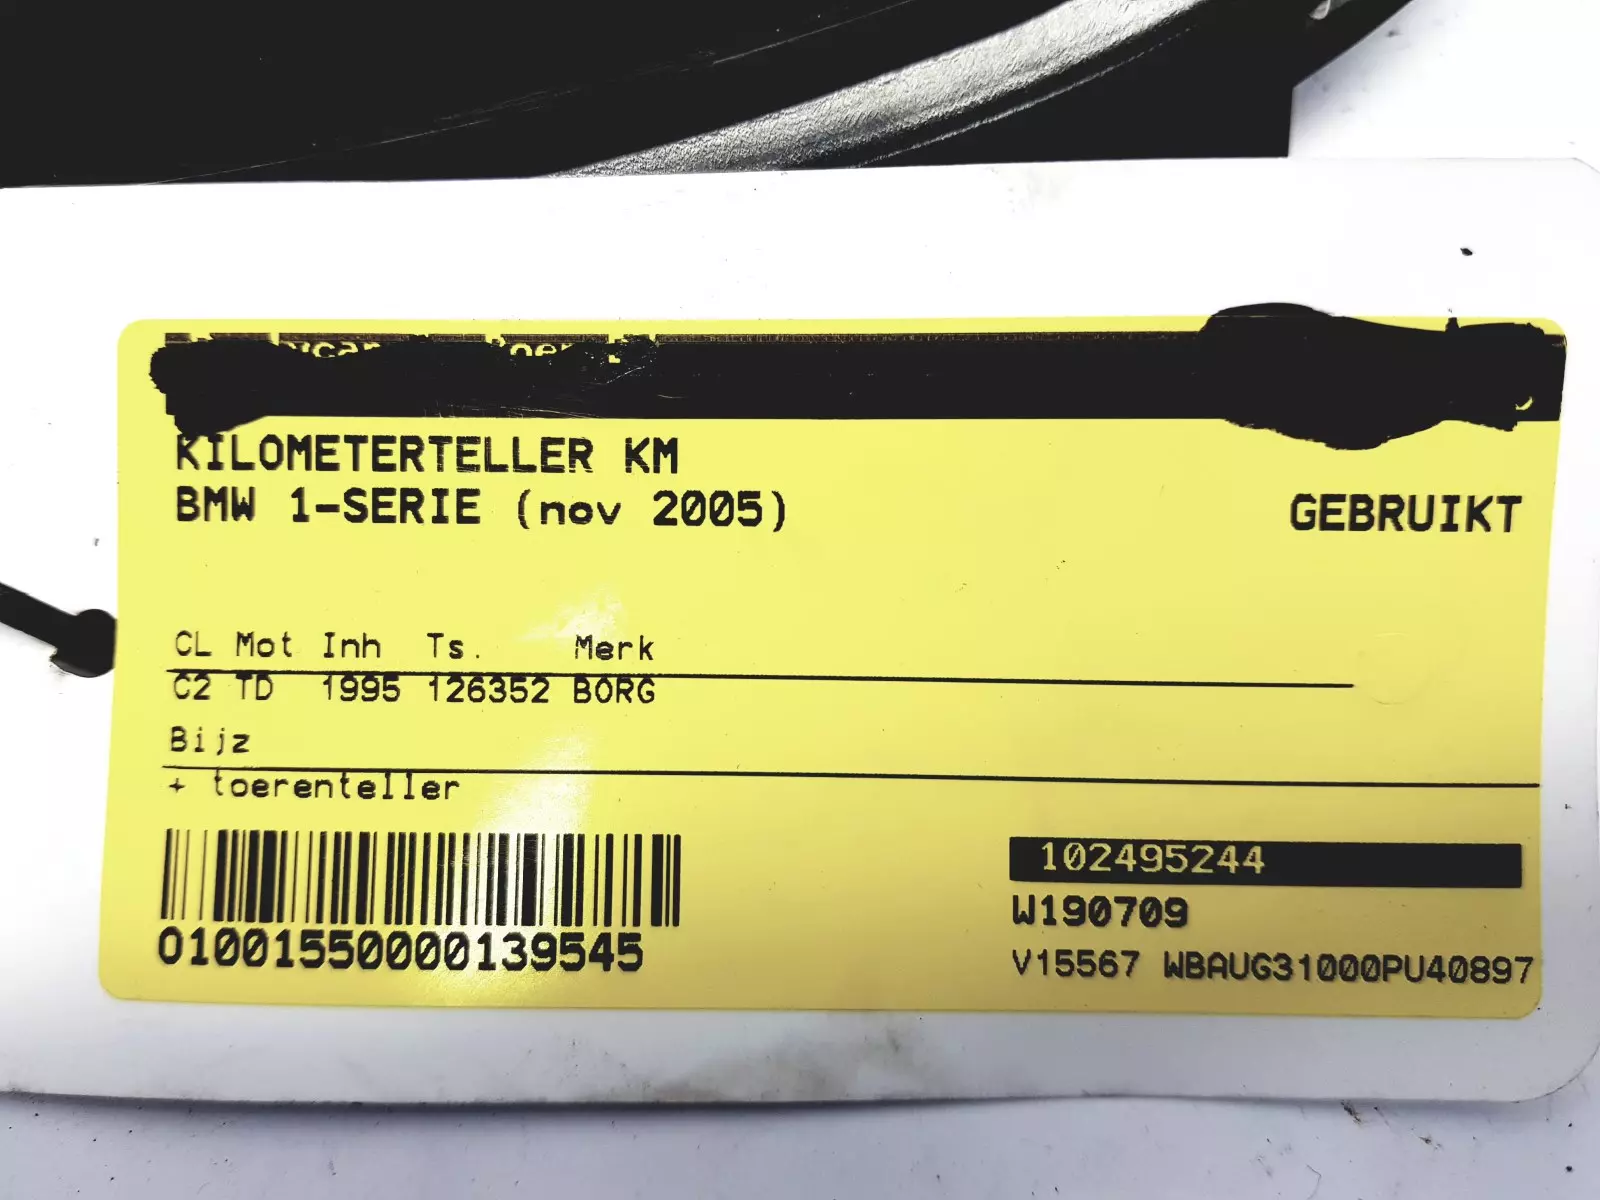 KILOMETERTELLER KM
BMW 1-SERIE (nov 2005)
GEBRUIKT
CL Mot Inh Ts. Merk
C2 TD 1995 126352 BORG
Bijz
+ toerenteller
01001550000139545
102495244
W190709
V15567 WBAUG31000PU40897